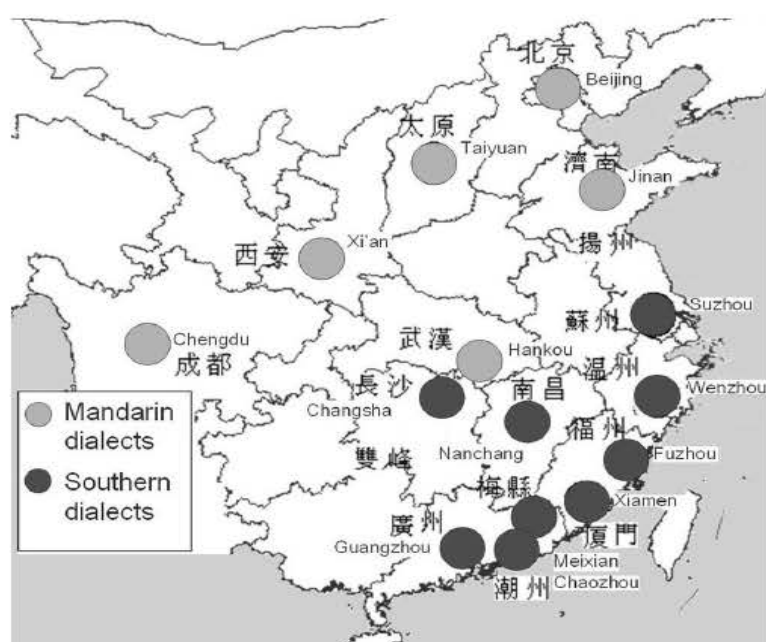 北京
Beijing
太原
Taiyuan
濟南
Jinan
西安
Xi'an
揚州
蘇州
Suzhou
Chengdu
成都
武漢
Hankou
温州
Wenzhou
長沙
Changsha
南昌
Nanchang
福州
Fuzhou
雙峰
梅縣
Xiamen
廈門
廣州
Guangzhou
Meixian
Chaozhou
潮州
Mandarin
dialects
Southern
dialects